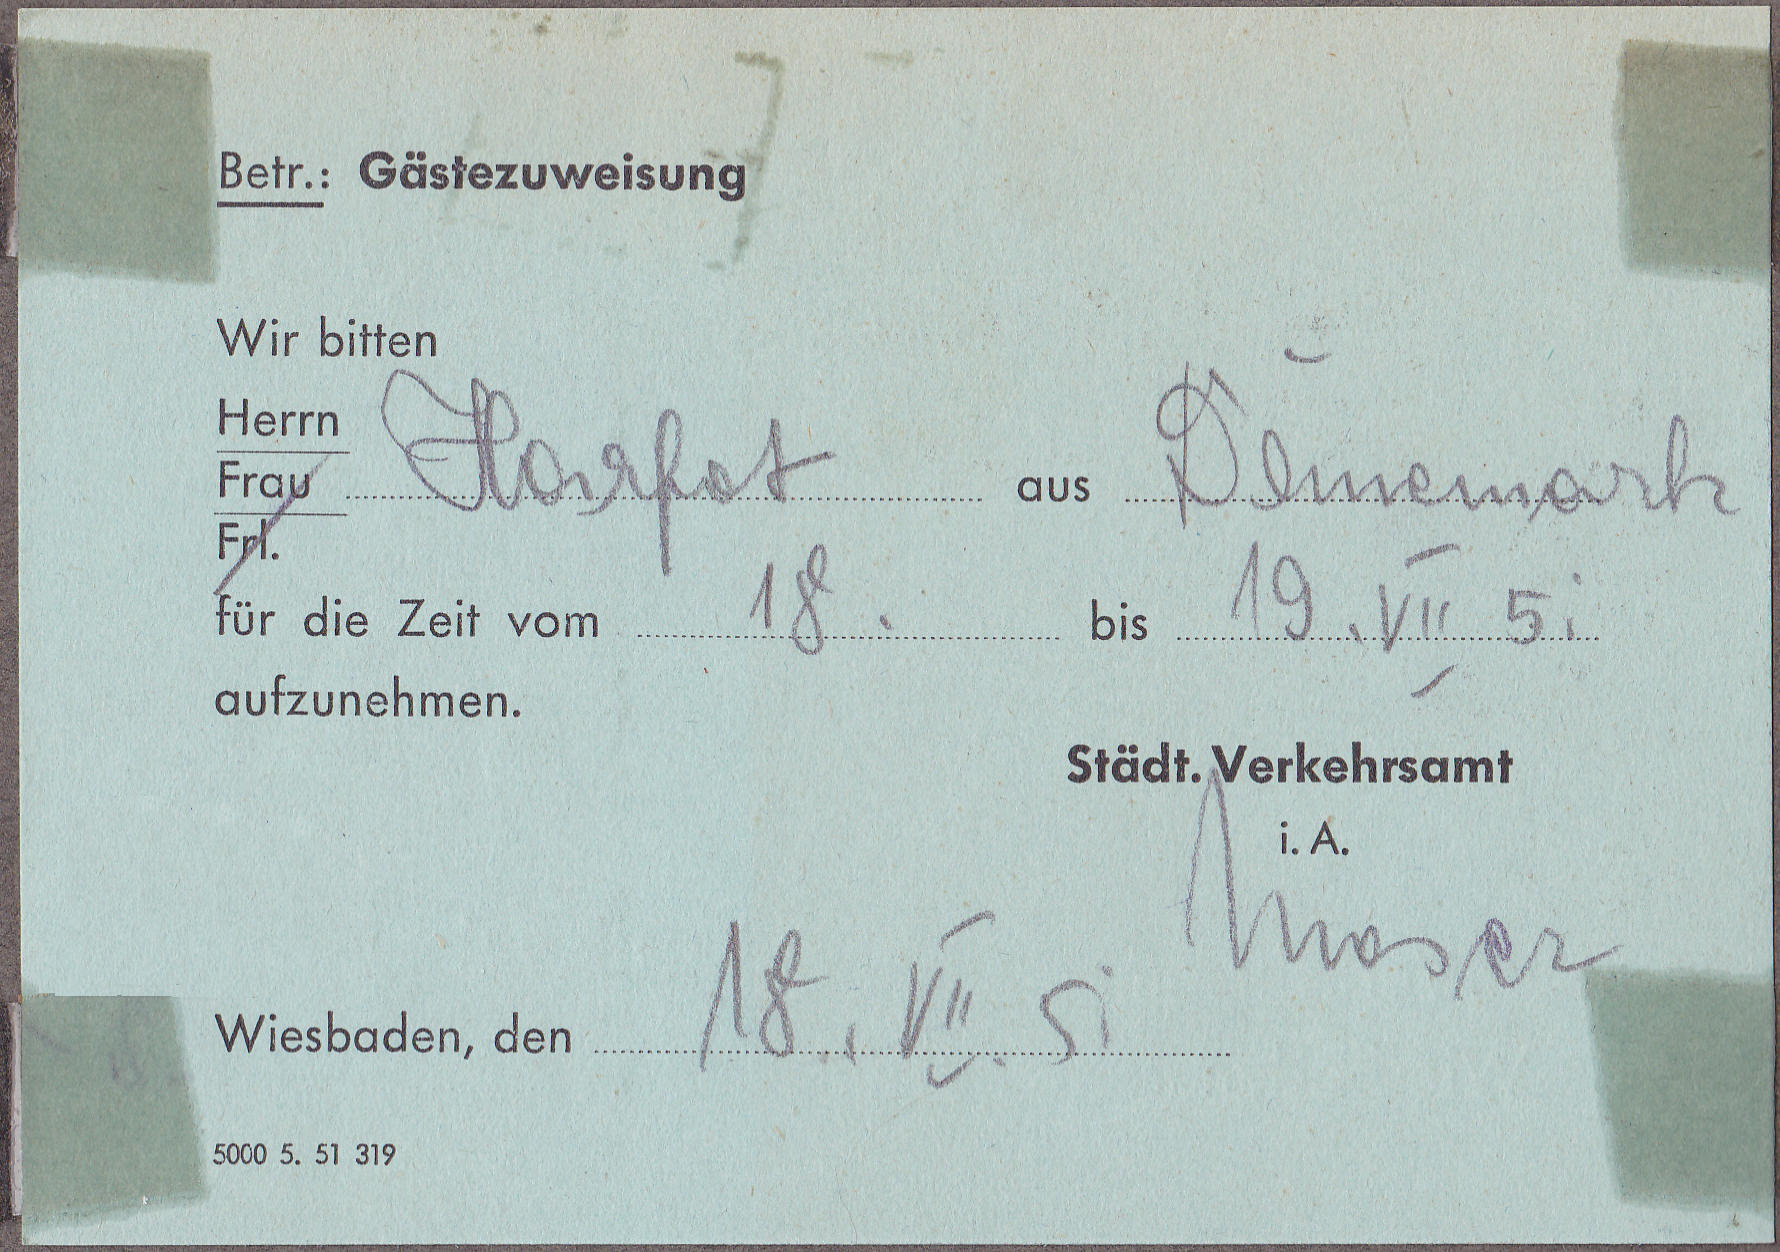 Betr.: Gästezuweisung
Wir bitten
Herrn
Frau aus Dänemark
Frl.
für die Zeit vom 18. bis 19. VII 51
aufzunehmen.
Städt. Verkehrsamt
i. A.
Moser
Wiesbaden, den 18. VII. 51
5000 5. 51 319